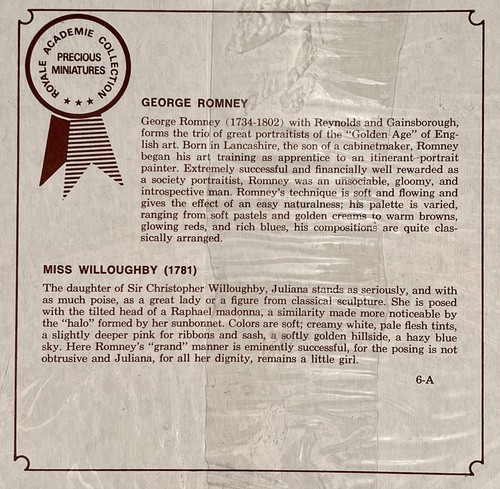 ROYALE ACADEMIE COLLECTION
PRECIOUS
MINIATURES
GEORGE ROMNEY
George Romney (1734-1802) with Reynolds and Gainsborough,
forms the trio of great portraitists of the "Golden Age" of Eng-
lish art. Born in Lancashire, the son of a cabinetmaker, Romney
began his art training as apprentice to an itinerant portrait
painter. Extremely successful and financially well rewarded as
a society portraitist, Romney was an unsociable, gloomy, and
introspective man. Romney's technique is soft and flowing and
gives the effect of an easy naturalness; his palette is varied,
ranging from soft pastels and golden creams to warm browns,
glowing reds, and rich blues, his compositions are quite clas-
sically arranged.
MISS WILLOUGHBY (1781)
The daughter of Sir Christopher Willoughby, Juliana stands as seriously, and with
as much poise, as a great lady or a figure from classical sculpture. She is posed
with the tilted head of a Raphael madonna, a similarity made more noticeable by
the "halo" formed by her sunbonnet. Colors are soft; creamy white, pale flesh tints,
a slightly deeper pink for ribbons and sash, a softly golden hillside, a hazy blue
sky. Here Romney's "grand" manner is eminently successful, for the posing is not
obtrusive and Juliana, for all her dignity, remains a little girl.
6-A